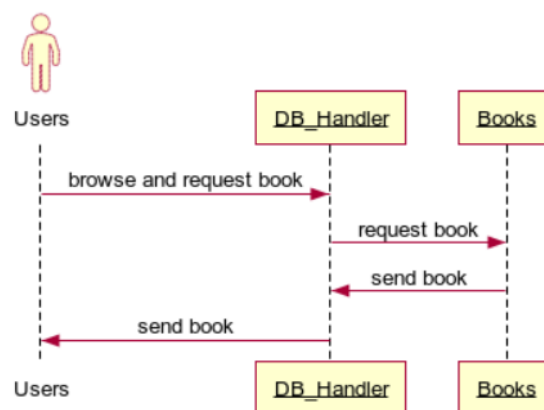 Users
DB_Handler
Books
browse and request book
request book
send book
send book
Users
DB_Handler
Books